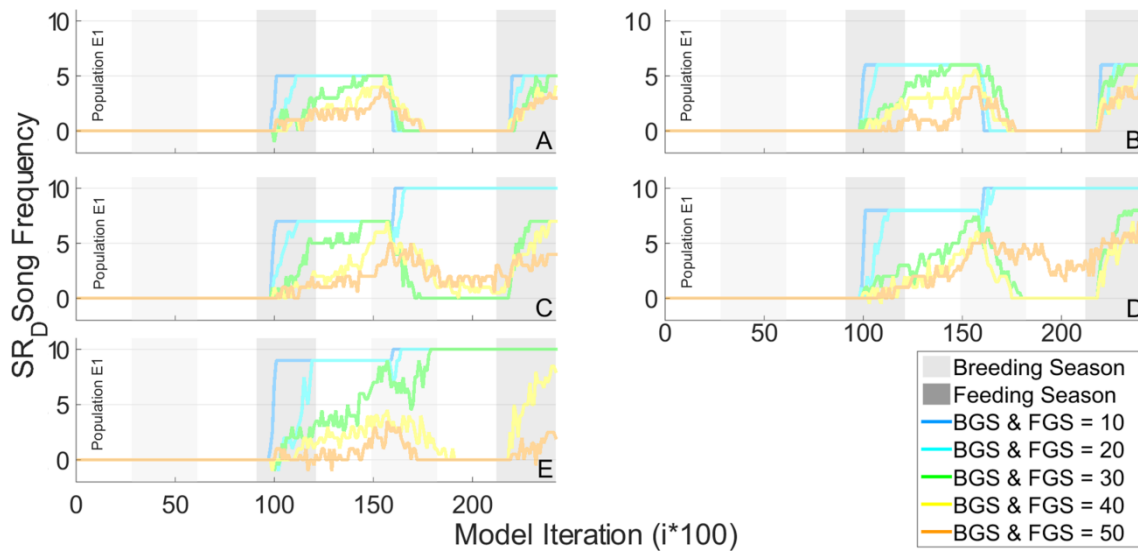 10
5
0
Population E1
A
10
5
0
Population E1
B
10
5
0
Population E1
C
10
5
0
Population E1
D
0
50
100
150
200
10
5
0
Population E1
E
0
50
100
150
200
SR_D Song Frequency
Model Iteration (i*100)
Breeding Season
Feeding Season
BGS & FGS = 10
BGS & FGS = 20
BGS & FGS = 30
BGS & FGS = 40
BGS & FGS = 50